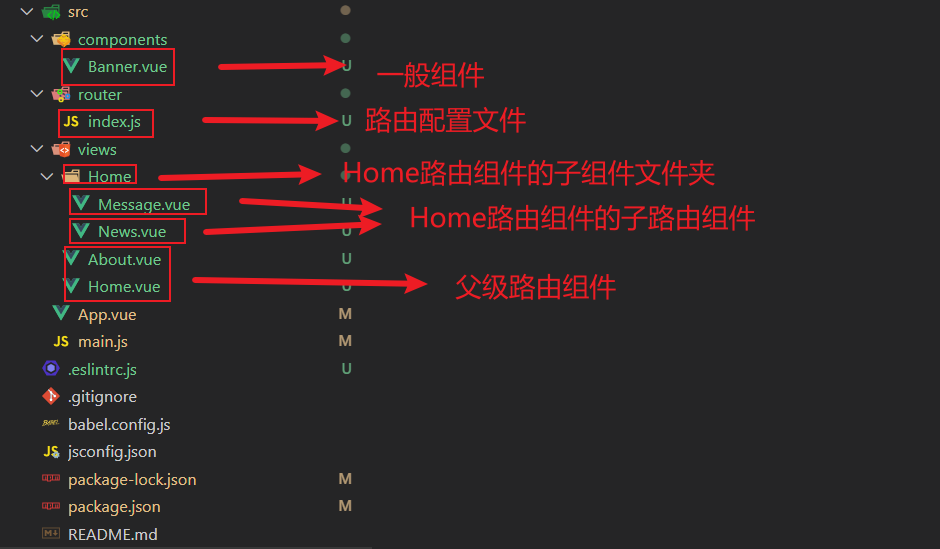 src
components
Banner.vue U 一般组件
router
JS index.js U 路由配置文件
views
Home Home路由组件的子组件文件夹
Message.vue U
News.vue U Home路由组件的子路由组件
About.vue U
Home.vue U 父级路由组件
App.vue M
JS main.js M
.eslintrc.js U
.gitignore
BABEL babel.config.js
JS jsconfig.json
package-lock.json M
package.json M
M README.md